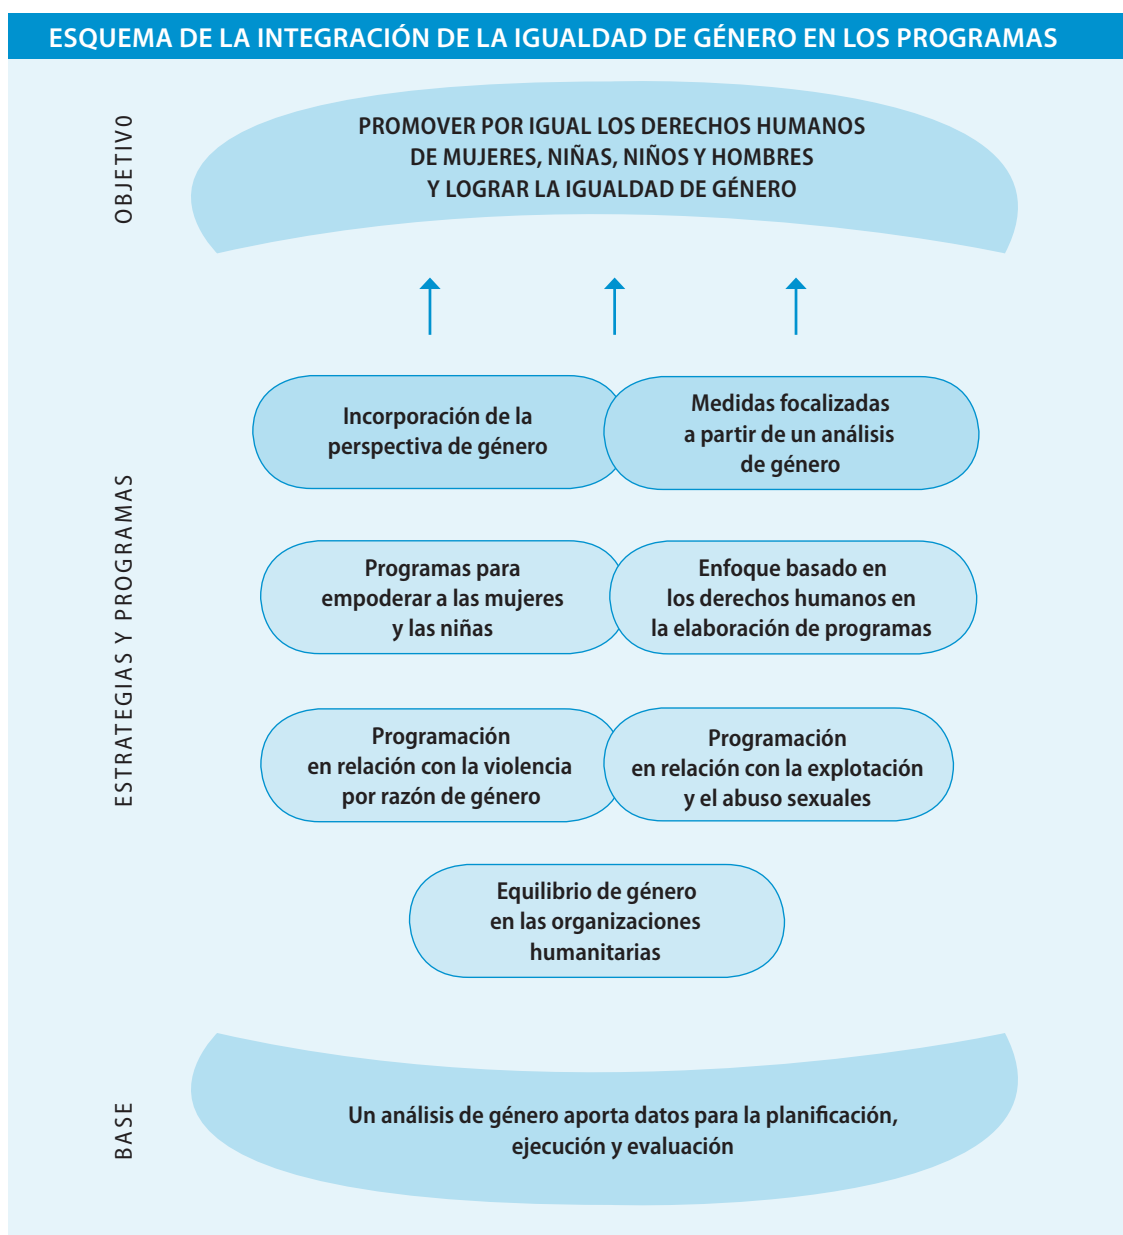 ESQUEMA DE LA INTEGRACIÓN DE LA IGUALDAD DE GÉNERO EN LOS PROGRAMAS
OBJETIVO
PROMOVER POR IGUAL LOS DERECHOS HUMANOS
DE MUJERES, NIÑAS, NIÑOS Y HOMBRES
Y LOGRAR LA IGUALDAD DE GÉNERO
ESTRATEGIAS Y PROGRAMAS
Incorporación de la
perspectiva de género
Medidas focalizadas
a partir de un análisis
de género
Programas para
empoderar a las mujeres
y las niñas
Enfoque basado en
los derechos humanos en
la elaboración de programas
Programación
en relación con la violencia
por razón de género
Programación
en relación con la explotación
y el abuso sexuales
Equilibrio de género
en las organizaciones
humanitarias
BASE
Un análisis de género aporta datos para la planificación,
ejecución y evaluación